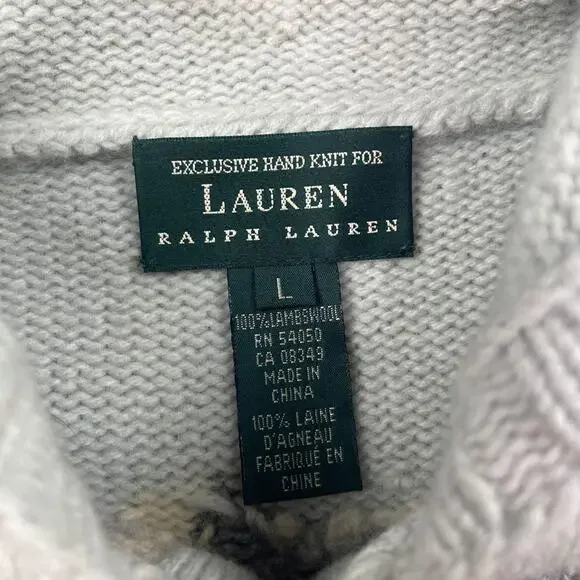 EXCLUSIVE HAND KNIT FOR
LAUREN
RALPH LAUREN
L
100%LAMBSWOOL
RN 54050
CA 08349
MADE IN
CHINA
100% LAINE
D'AGNEAU
FABRIQUÉ EN
CHINE